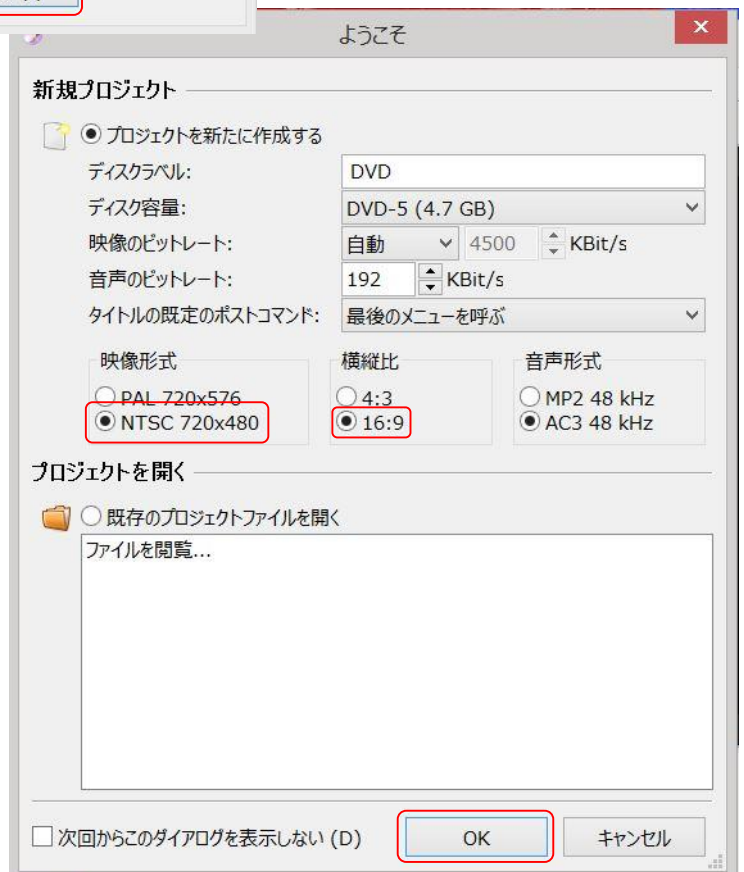 ようこそ
新規プロジェクト
プロジェクトを新たに作成する
ディスクラベル: DVD
ディスク容量: DVD-5 (4.7 GB)
映像のビットレート: 自動 4500 KBit/s
音声のビットレート: 192 KBit/s
タイトルの既定のポストコマンド: 最後のメニューを呼ぶ
映像形式 横縦比 音声形式
PAL 720x576 4:3 MP2 48 kHz
NTSC 720x480 16:9 AC3 48 kHz
プロジェクトを開く
既存のプロジェクトファイルを開く
ファイルを閲覧...
次回からこのダイアログを表示しない (D) OK キャンセル